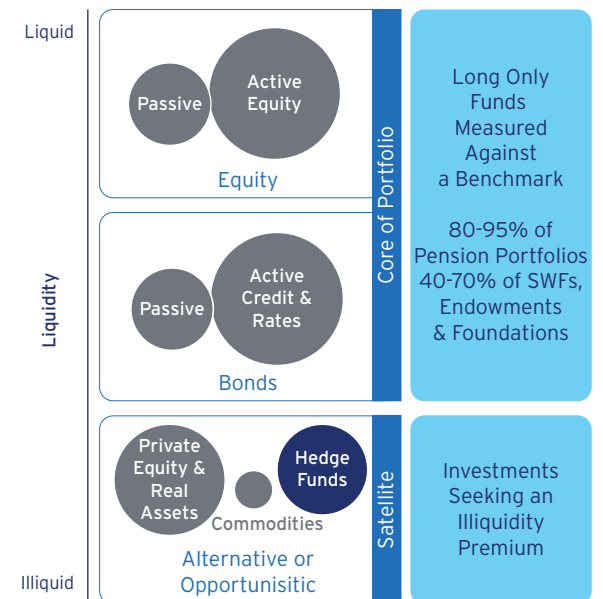 Liquid
Liquidity
Illiquid
Passive
Active
Equity
Equity
Passive
Active
Credit &
Rates
Bonds
Core of Portfolio
Long Only
Funds
Measured
Against
a Benchmark
80-95% of
Pension Portfolios
40-70% of SWFs,
Endowments
& Foundations
Private
Equity &
Real
Assets
Commodities
Hedge
Funds
Alternative or
Opportunisitic
Satellite
Investments
Seeking an
Illiquidity
Premium